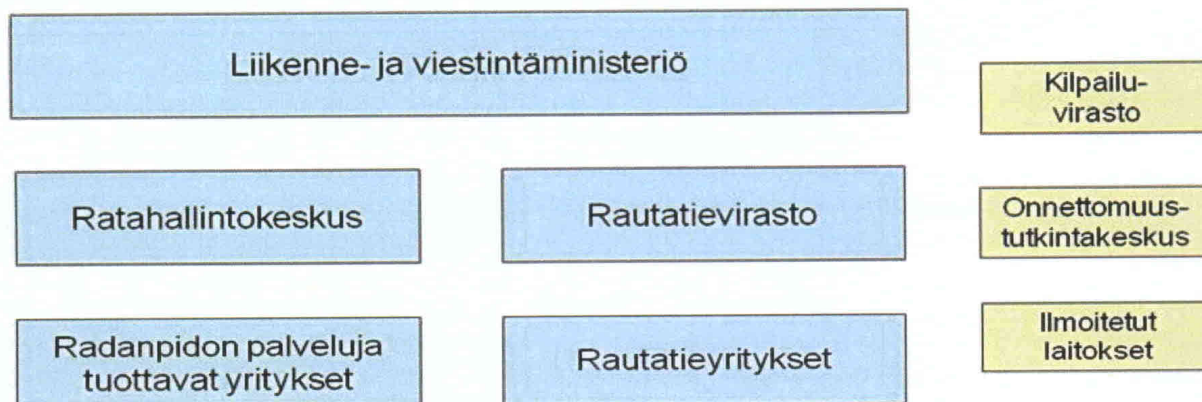 Liikenne- ja viestintäministeriö
Kilpailu-
virasto
Ratahallintokeskus
Rautatievirasto
Onnettomuus-
tutkintakeskus
Radanpidon palveluja
tuottavat yritykset
Rautatieyritykset
Ilmoitetut
laitokset